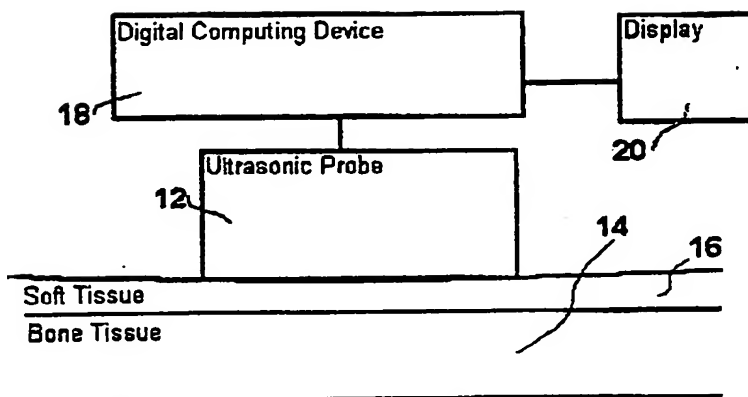 Digital Computing Device
Display
18
20
Ultrasonic Probe
12
14
16
Soft Tissue
Bone Tissue